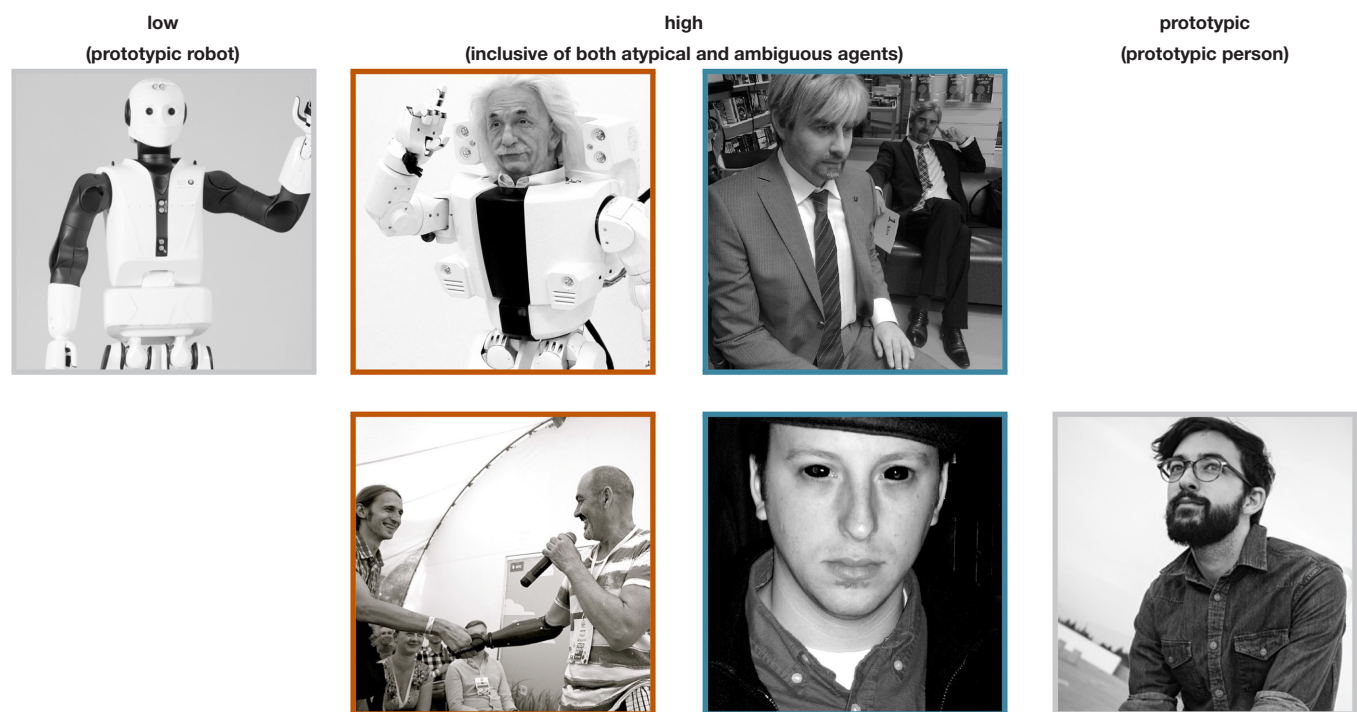 low
high
prototypic
(prototypic robot)
(inclusive of both atypical and ambiguous agents)
(prototypic person)